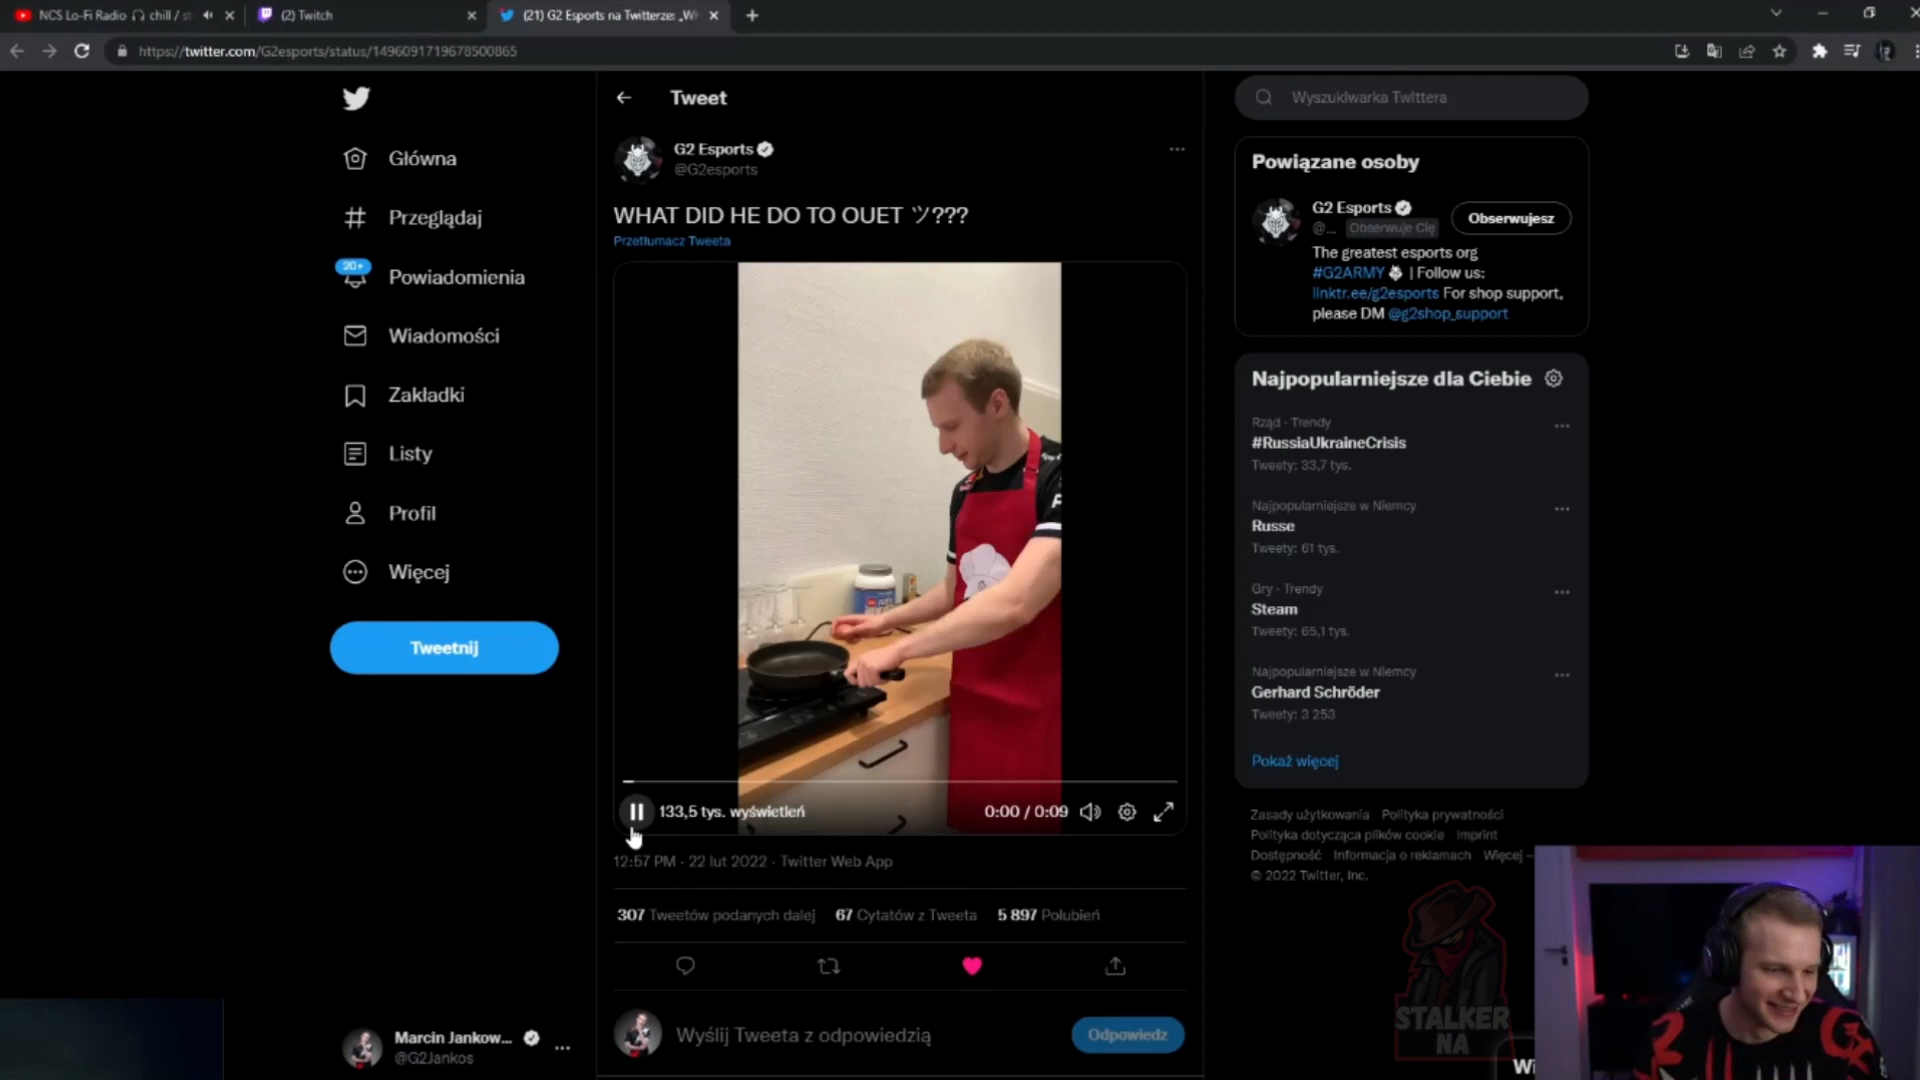 NCS Lo-Fi Radio 🎧 chill / st
(2) Twitch
(21) G2 Esports na Twitterze: „W
https://twitter.com/G2esports/status/1496091719678500865
Główna
Przeglądaj
20+
Powiadomienia
Wiadomości
Zakładki
Listy
Profil
Więcej
Tweetnij
Marcin Jankow...
@G2Jankos
Tweet
G2 Esports
@G2esports
WHAT DID HE DO TO OUET ツ???
Przetłumacz Tweeta
133,5 tys. wyświetleń
0:00 / 0:09
12:57 PM · 22 lut 2022 · Twitter Web App
307 Tweetów podanych dalej 67 Cytatów z Tweeta 5 897 Polubień
Wyślij Tweeta z odpowiedzią
Odpowiedz
Wyszukiwarka Twittera
Powiązane osoby
G2 Esports
@... Obserwuje Cię
Obserwujesz
The greatest esports org
#G2ARMY | Follow us:
linktr.ee/g2esports For shop support,
please DM @g2shop_support
Najpopularniejsze dla Ciebie
Rząd · Trendy
#RussiaUkraineCrisis
Tweety: 33,7 tys.
Najpopularniejsze w Niemcy
Russe
Tweety: 61 tys.
Gry · Trendy
Steam
Tweety: 65,1 tys.
Najpopularniejsze w Niemcy
Gerhard Schröder
Tweety: 3 253
Pokaż więcej
Zasady użytkowania Polityka prywatności
Polityka dotycząca plików cookie Imprint
Dostępność Informacja o reklamach Więcej ···
© 2022 Twitter, Inc.
STALKER
NA